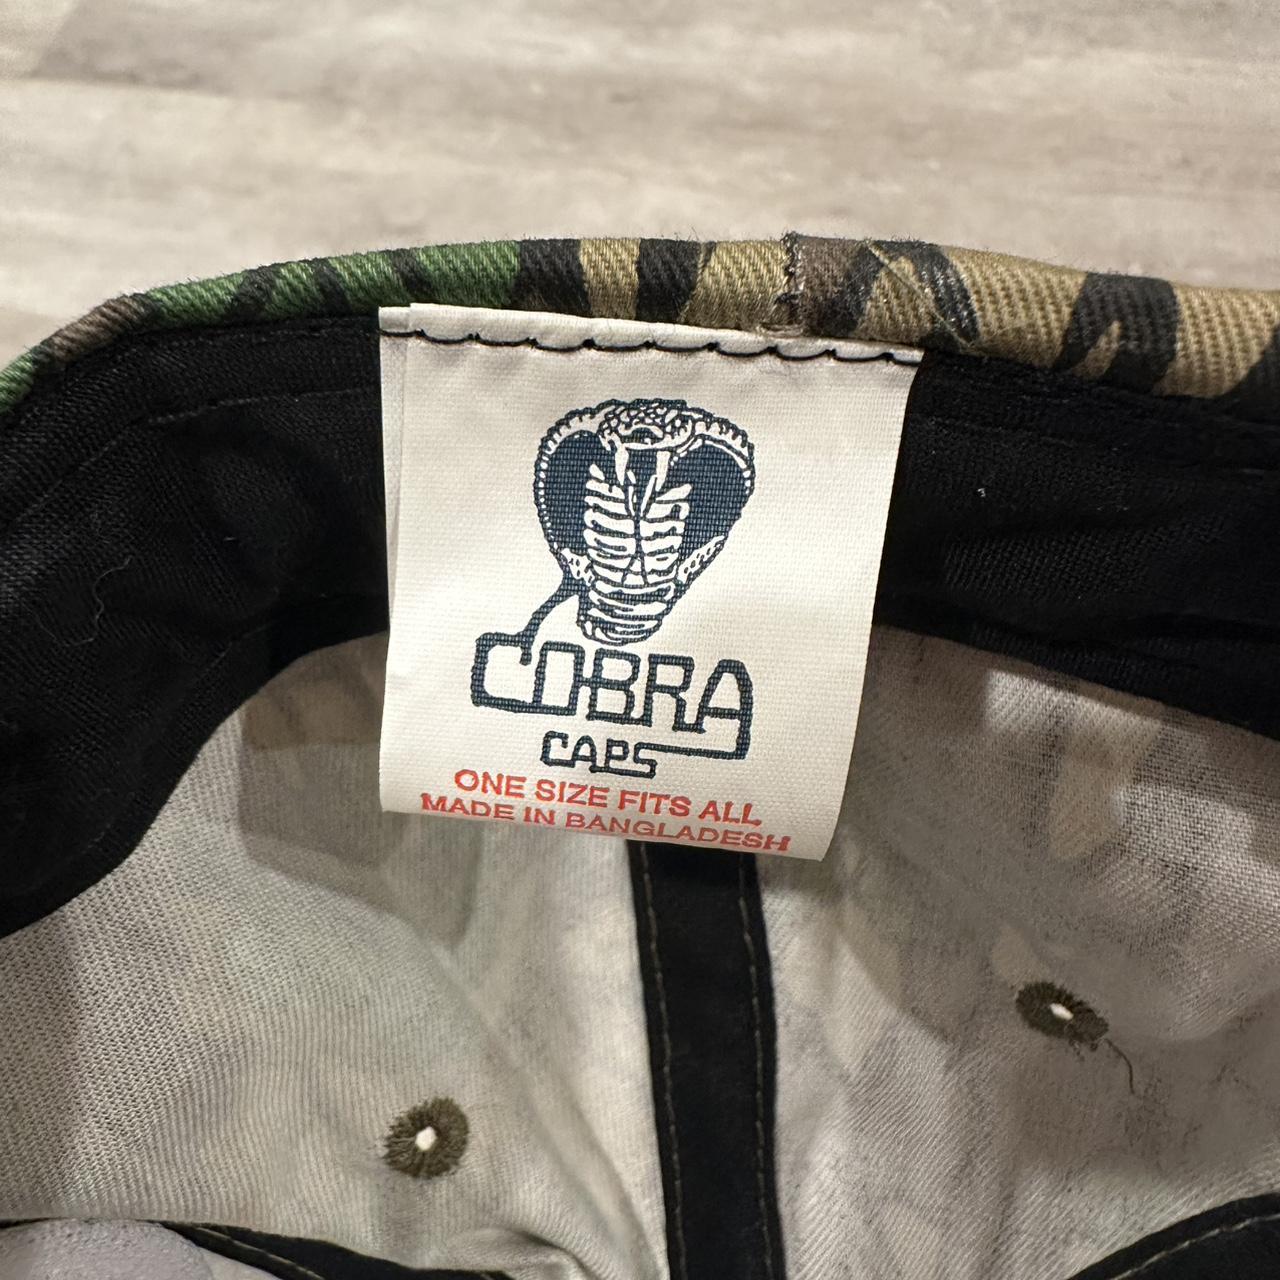 COBRA
CAPS
ONE SIZE FITS ALL
MADE IN BANGLADESH